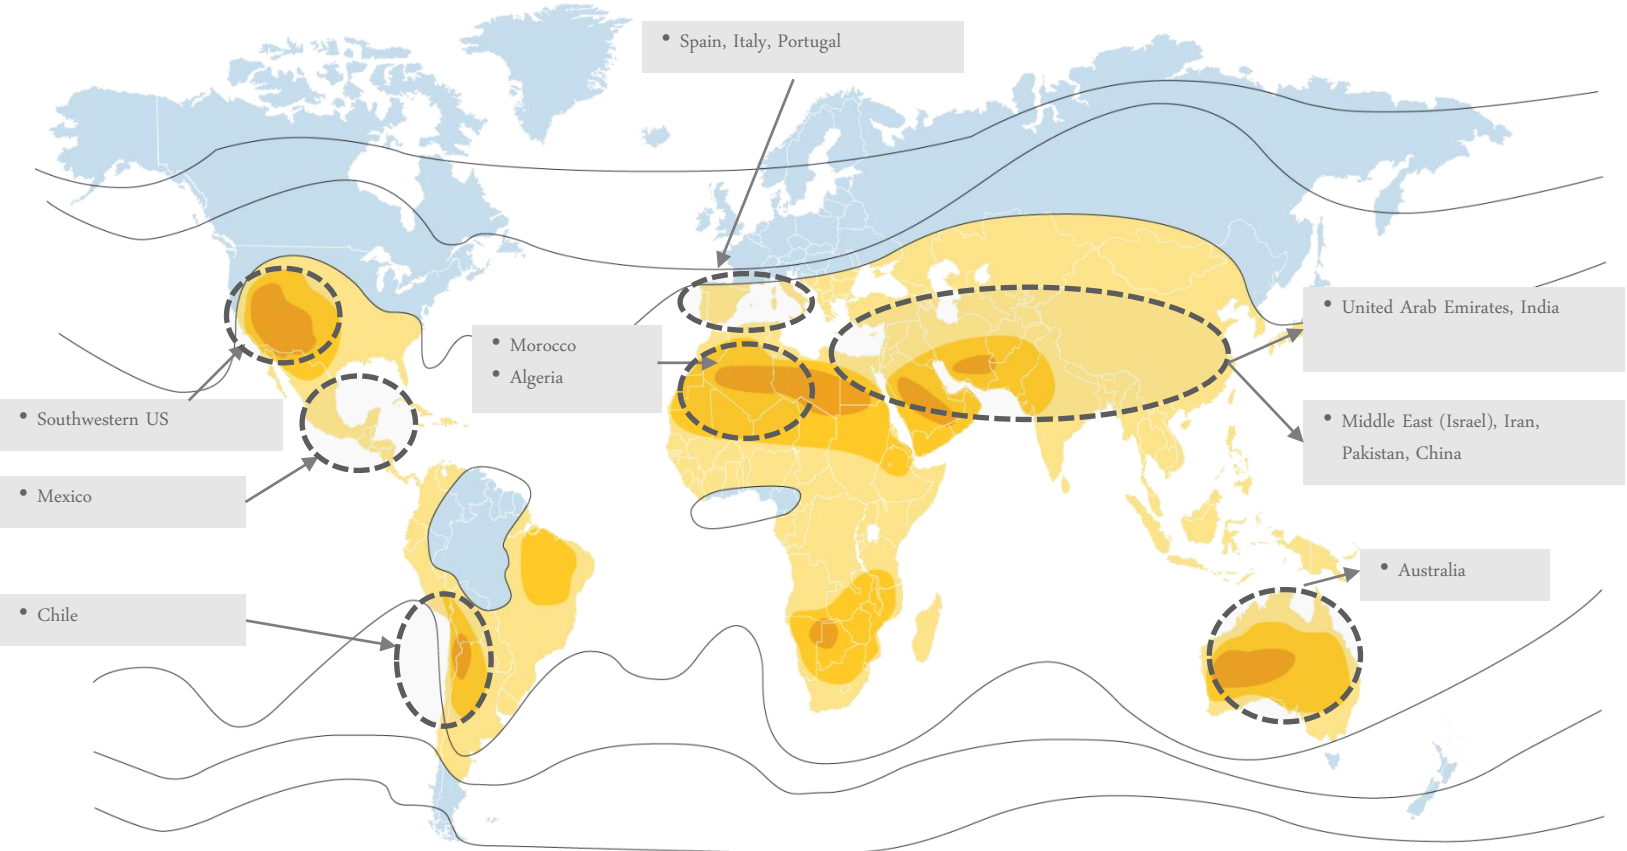 • Spain, Italy, Portugal
• United Arab Emirates, India
• Morocco
• Algeria
• Southwestern US
• Middle East (Israel), Iran,
Pakistan, China
• Mexico
• Australia
• Chile